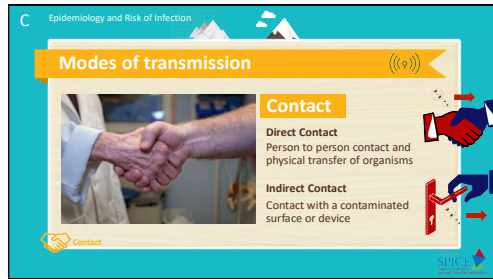 C
Epidemiology and Risk of Infection
Modes of transmission
Contact
Direct Contact
Person to person contact and
physical transfer of organisms
Indirect Contact
Contact with a contaminated
surface or device
Contact
SPICE